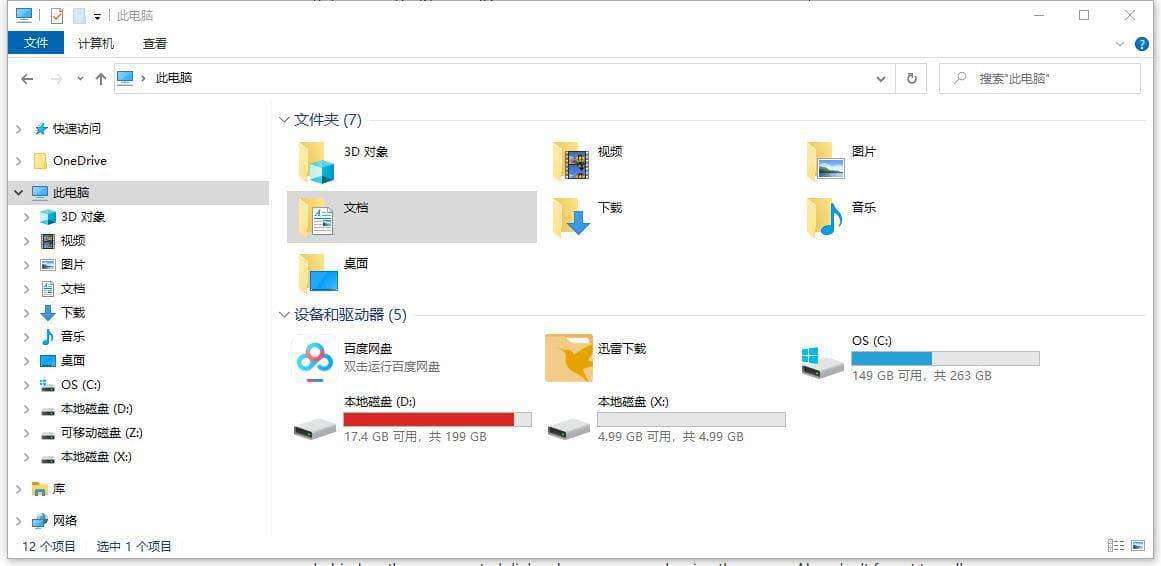 此电脑
文件 计算机 查看
此电脑 搜索"此电脑"
快速访问
OneDrive
此电脑
3D 对象
视频
图片
文档
下载
音乐
桌面
OS (C:)
本地磁盘 (D:)
可移动磁盘 (Z:)
本地磁盘 (X:)
库
网络
文件夹 (7)
3D 对象 视频 图片
文档 下载 音乐
桌面
设备和驱动器 (5)
百度网盘
双击运行百度网盘
迅雷下载
OS (C:)
149 GB 可用，共 263 GB
本地磁盘 (D:)
17.4 GB 可用，共 199 GB
本地磁盘 (X:)
4.99 GB 可用，共 4.99 GB
12 个项目 选中 1 个项目